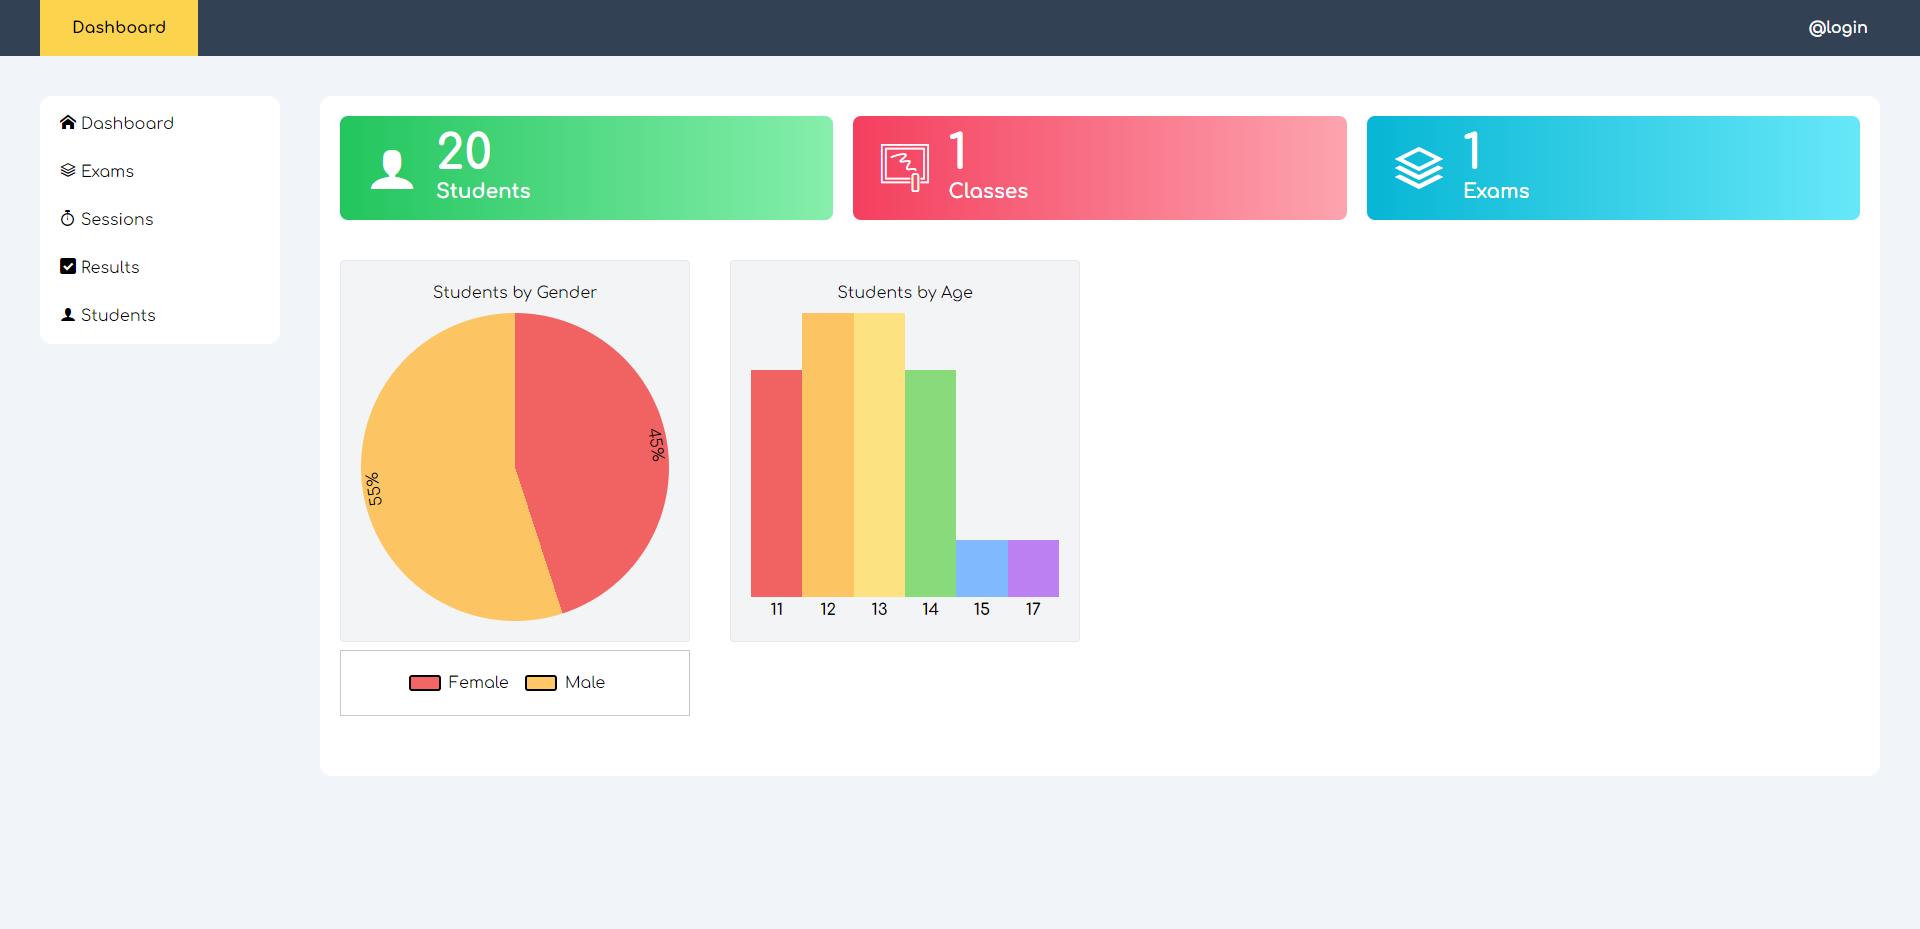 Dashboard
@login
Dashboard
Exams
Sessions
Results
Students
20
Students
1
Classes
1
Exams
Students by Gender
45%
55%
Female Male
Students by Age
11 12 13 14 15 17